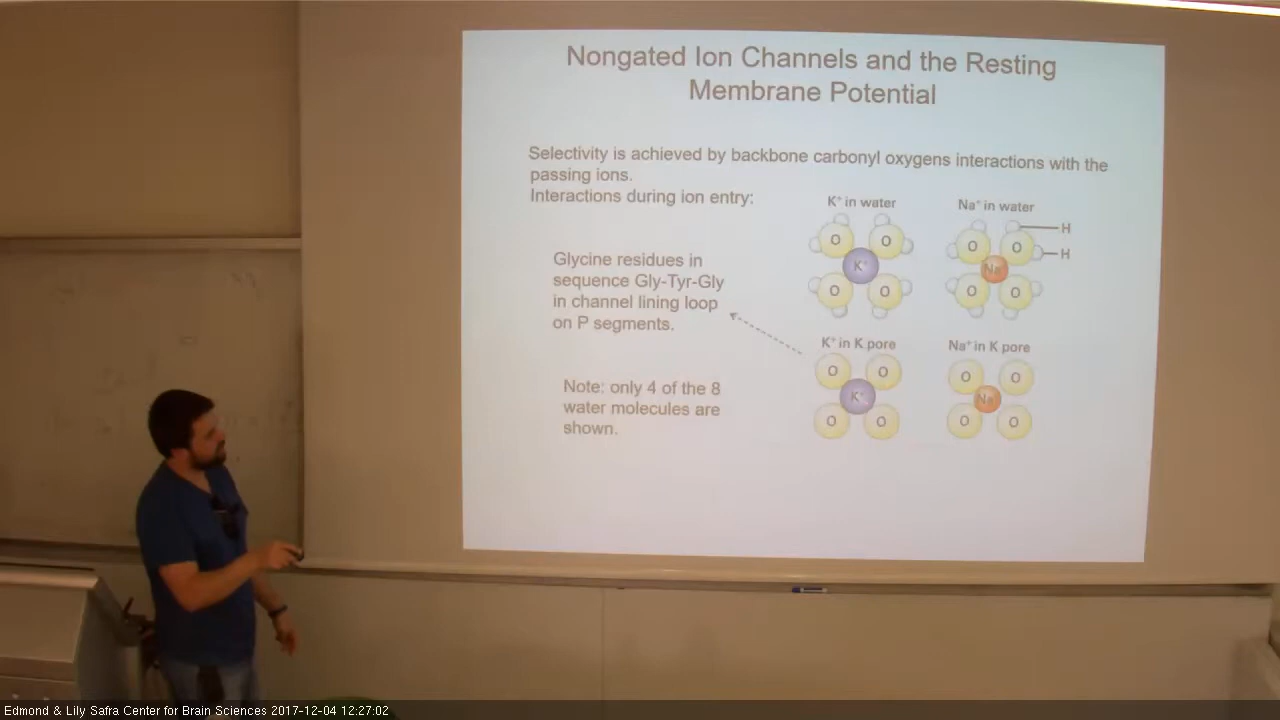 Nongated Ion Channels and the Resting
Membrane Potential
Selectivity is achieved by backbone carbonyl oxygens interactions with the
passing ions.
Interactions during ion entry:
K⁺ in water
Na⁺ in water
O O
K⁺
O O
O O H
H
Na
O O
Glycine residues in
sequence Gly-Tyr-Gly
in channel lining loop
on P segments.
K⁺ in K pore
Na⁺ in K pore
O O
K⁺
O O
O O
Na
O O
Note: only 4 of the 8
water molecules are
shown.
Edmond & Lily Safra Center for Brain Sciences 2017-12-04 12:27:02